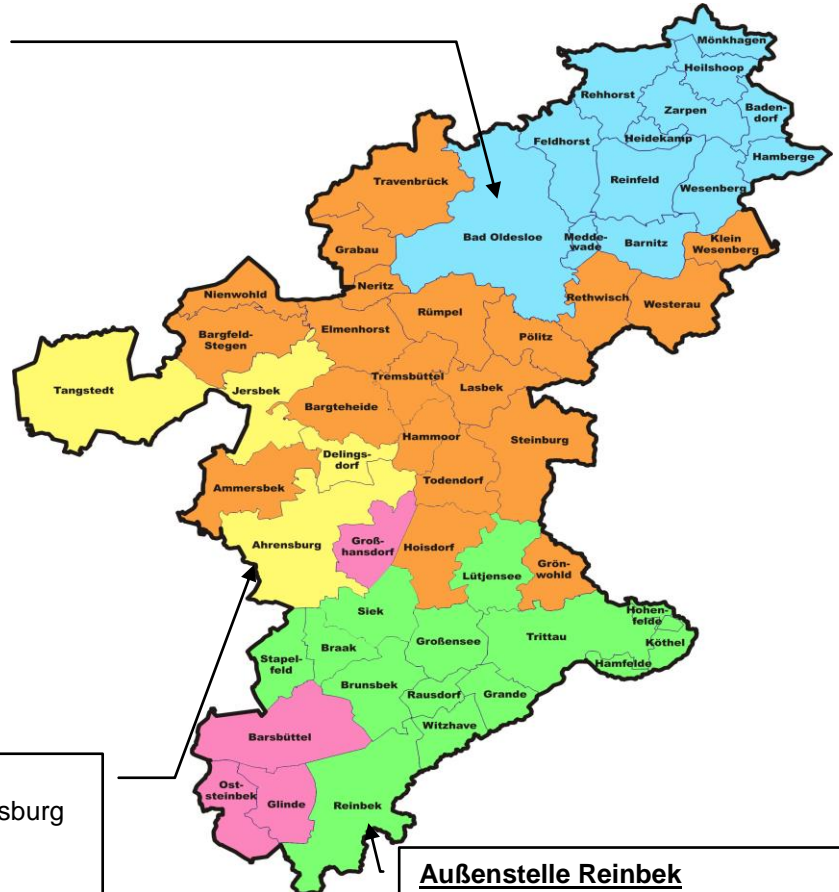 Mönkhagen
Heilshoop
Rehhorst
Zarpen
Baden-
dorf
Feldhorst
Heidekamp
Hamberge
Travenbrück
Reinfeld
Wesenberg
Bad Oldesloe
Medde-
wade
Barnitz
Klein
Wesenberg
Grabau
Neritz
Nienwohld
Rethwisch
Westerau
Rümpel
Elmenhorst
Bargfeld-
Stegen
Pölitz
Tangstedt
Jersbek
Tremsbüttel
Lasbek
Bargteheide
Hammoor
Steinburg
Delings-
dorf
Ammersbek
Todendorf
Ahrensburg
Groß-
hansdorf
Hoisdorf
Lütjensee
Grön-
wohld
Siek
Hohen-
felde
Köthel
Großensee
Trittau
Braak
Stapel-
feld
Hamfelde
Brunsbek
Rausdorf
Grande
Witzhave
Barsbüttel
Ost-
steinbek
Glinde
Reinbek
sburg
Außenstelle Reinbek